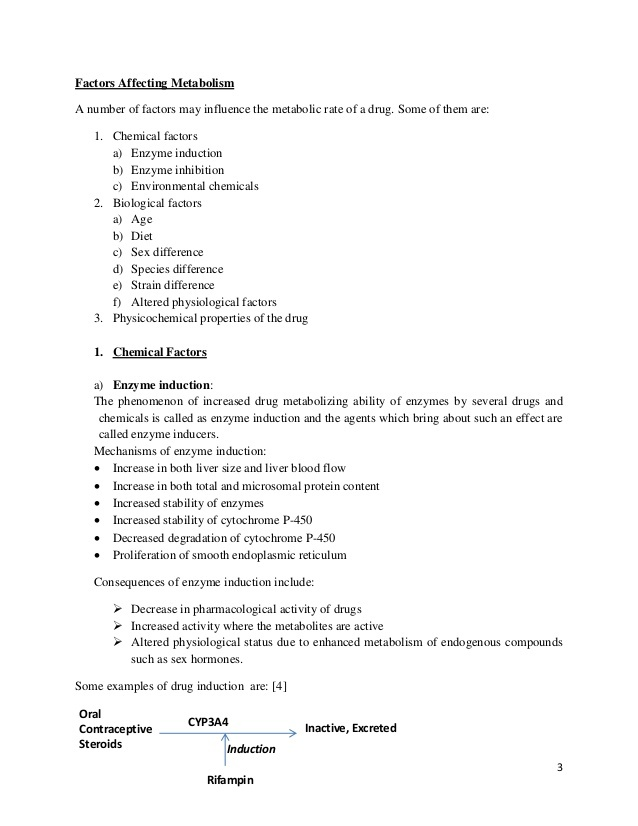 Factors Affecting Metabolism
A number of factors may influence the metabolic rate of a drug. Some of them are:
1. Chemical factors
a) Enzyme induction
b) Enzyme inhibition
c) Environmental chemicals
2. Biological factors
a) Age
b) Diet
c) Sex difference
d) Species difference
e) Strain difference
f) Altered physiological factors
3. Physicochemical properties of the drug
1. Chemical Factors
a) Enzyme induction:
The phenomenon of increased drug metabolizing ability of enzymes by several drugs and
chemicals is called as enzyme induction and the agents which bring about such an effect are
called enzyme inducers.
Mechanisms of enzyme induction:
• Increase in both liver size and liver blood flow
• Increase in both total and microsomal protein content
• Increased stability of enzymes
• Increased stability of cytochrome P-450
• Decreased degradation of cytochrome P-450
• Proliferation of smooth endoplasmic reticulum
Consequences of enzyme induction include:
➢ Decrease in pharmacological activity of drugs
➢ Increased activity where the metabolites are active
➢ Altered physiological status due to enhanced metabolism of endogenous compounds
such as sex hormones.
Some examples of drug induction are: [4]
Oral
Contraceptive
Steroids
CYP3A4
Inactive, Excreted
Induction
Rifampin
3